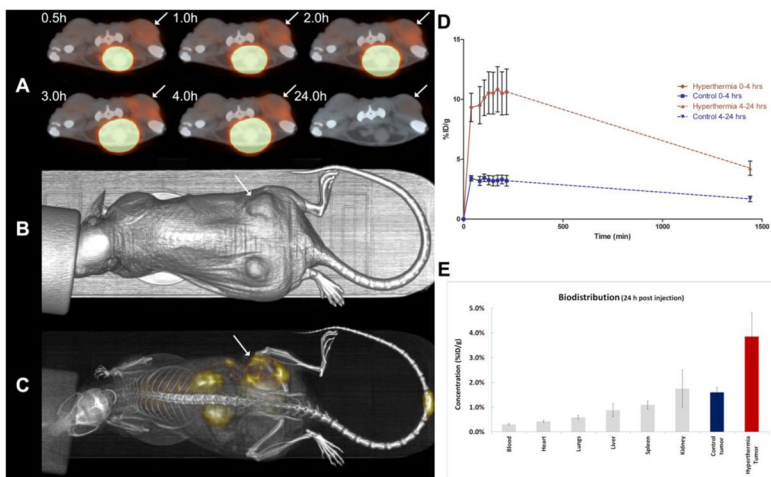 0.5h 1.0h 2.0h
A
3.0h 4.0h 24.0h
B
C
D
15
10
5
0
%ID/g
0 500 1000 1500
Time (min)
Hyperthermia 0-4 hrs
Control 0-4 hrs
Hyperthermia 4-24 hrs
Control 4-24 hrs
E
Biodistribution (24 h post injection)
Concentration (%ID/g)
5.0%
4.0%
3.0%
2.0%
1.0%
0.0%
Blood
Heart
Lungs
Liver
Spleen
Kidney
Control
tumor
Hyperthermia
Tumor